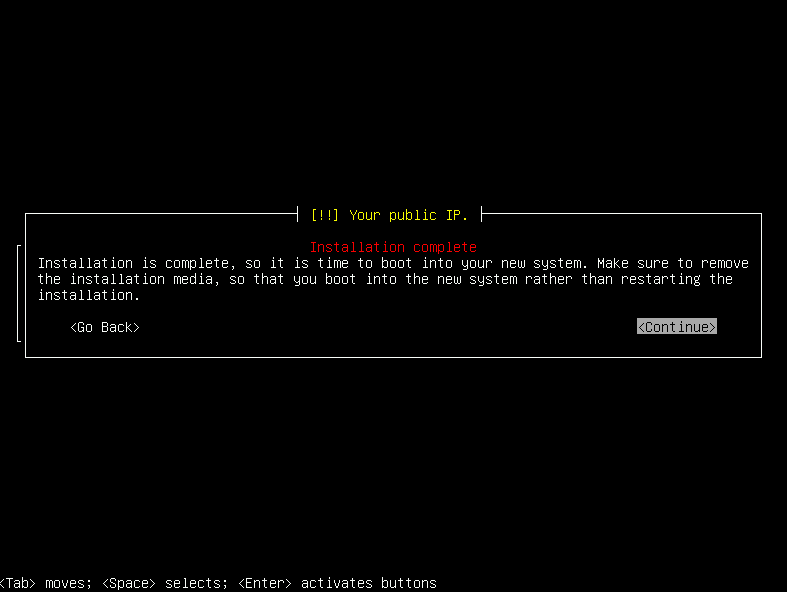 [!!] Your public IP.
Installation complete
Installation is complete, so it is time to boot into your new system. Make sure to remove
the installation media, so that you boot into the new system rather than restarting the
installation.
<Go Back> <Continue>
<Tab> moves; <Space> selects; <Enter> activates buttons